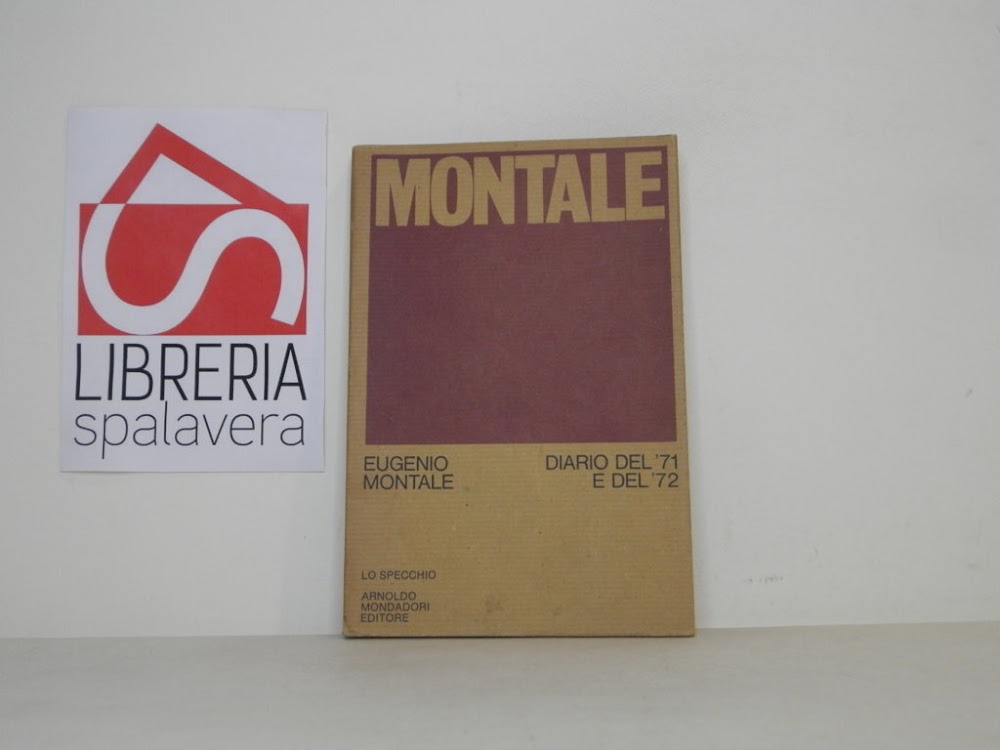 LIBRERIA
spalavera
MONTALE
EUGENIO
MONTALE
DIARIO DEL '71
E DEL '72
LO SPECCHIO
ARNOLDO
MONDADORI
EDITORE